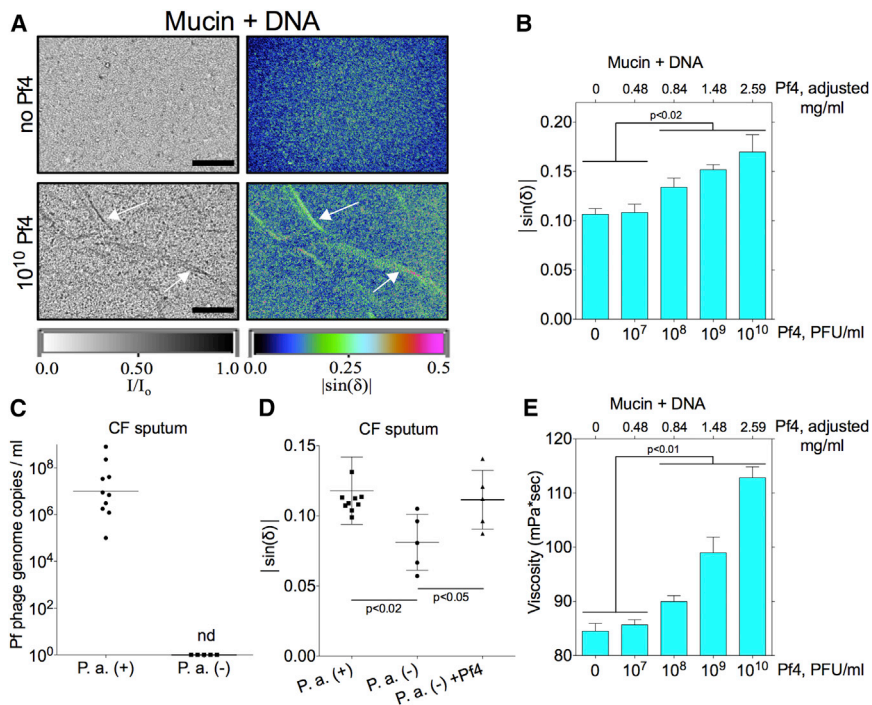 A
Mucin + DNA
no Pf4
10¹⁰ Pf4
0.0 0.50 1.0
I/Iₒ
0.0 0.25 0.5
|sin(δ)|
B
Mucin + DNA
0 0.48 0.84 1.48 2.59 Pf4, adjusted
mg/ml
p<0.02
0.20
0.15
0.10
0.05
0.00
|sin(δ)|
0 10⁷ 10⁸ 10⁹ 10¹⁰ Pf4, PFU/ml
C
CF sputum
Pf phage genome copies / ml
10⁸
10⁶
10⁴
10²
10⁰
nd
P. a. (+) P. a. (-)
D
CF sputum
|sin(δ)|
0.15
0.10
0.05
0.00
p<0.02
p<0.05
P. a. (+)
P. a. (-)
P. a. (-) +Pf4
E
Mucin + DNA
0 0.48 0.84 1.48 2.59 Pf4, adjusted
mg/ml
p<0.01
120
110
100
90
80
Viscosity (mPa*sec)
0 10⁷ 10⁸ 10⁹ 10¹⁰ Pf4, PFU/ml